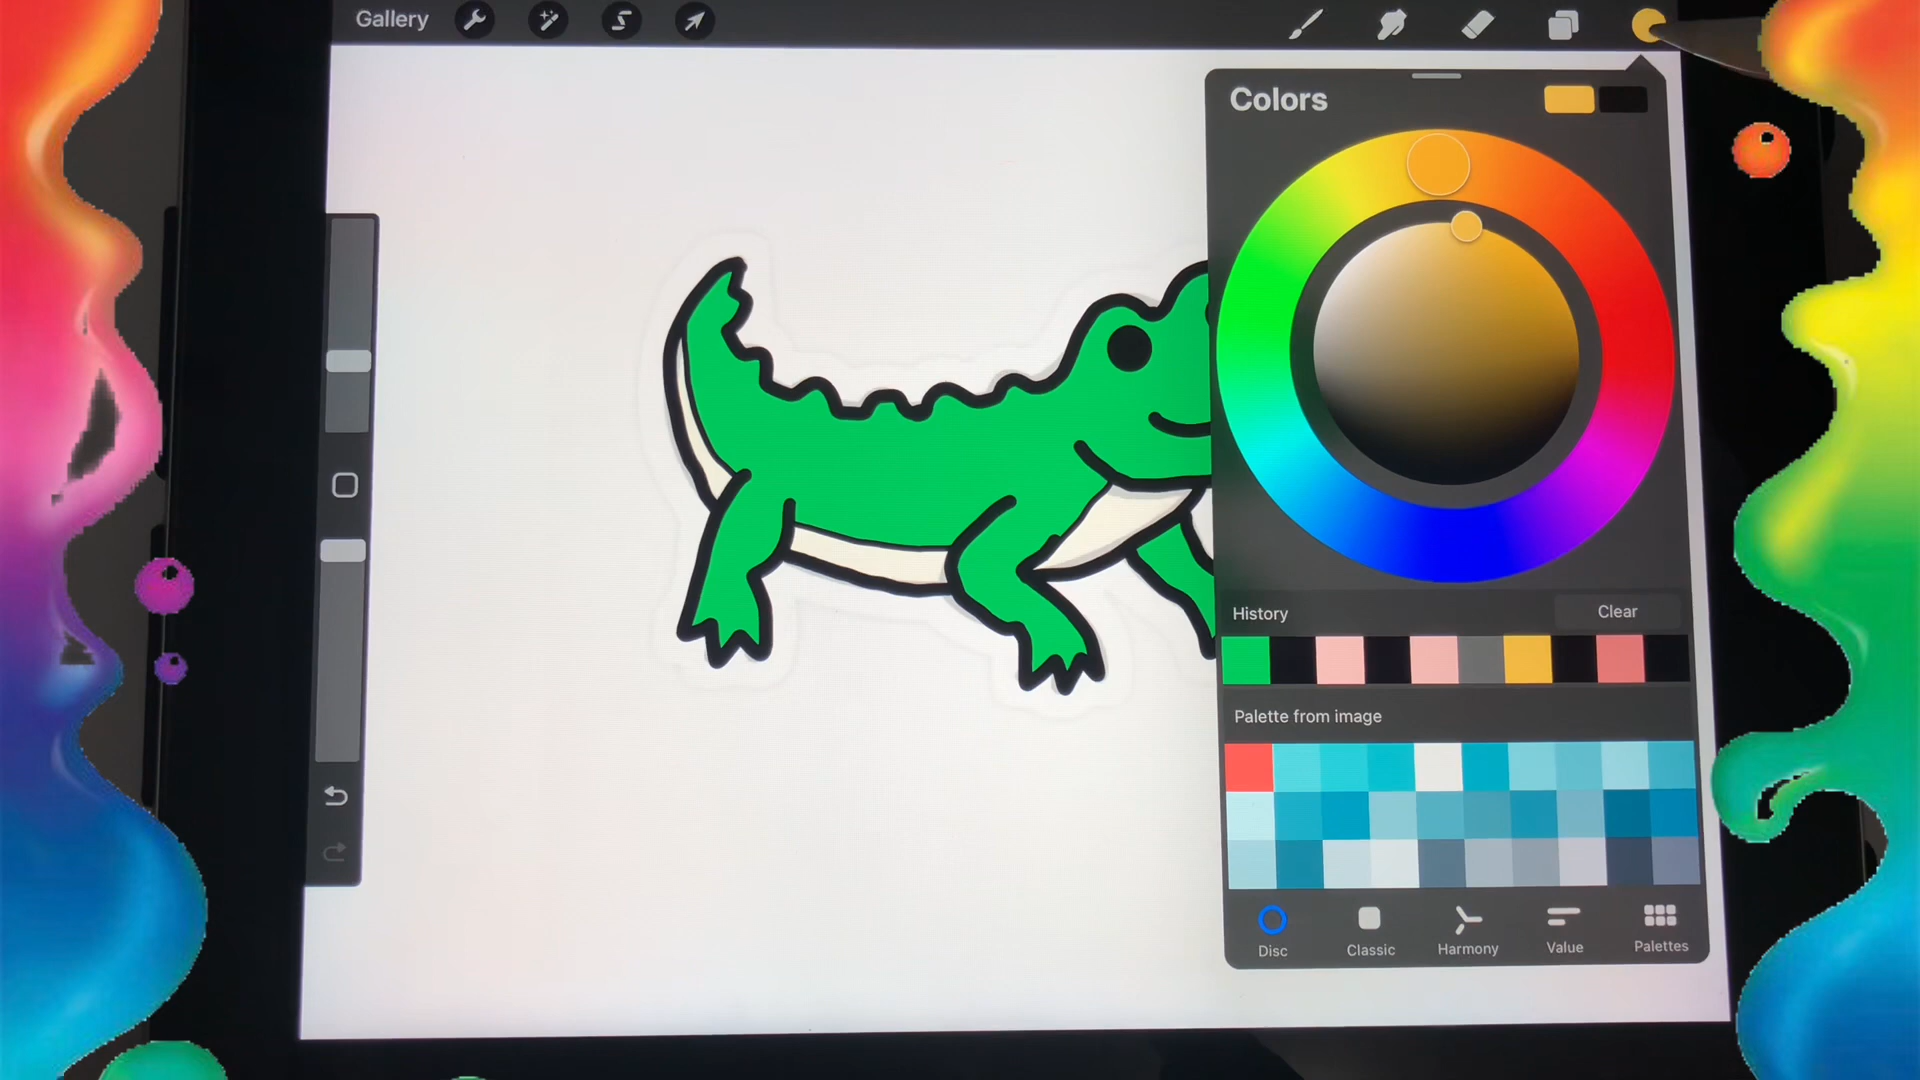 Gallery
Colors
History
Clear
Palette from image
Disc
Classic
Harmony
Value
Palettes